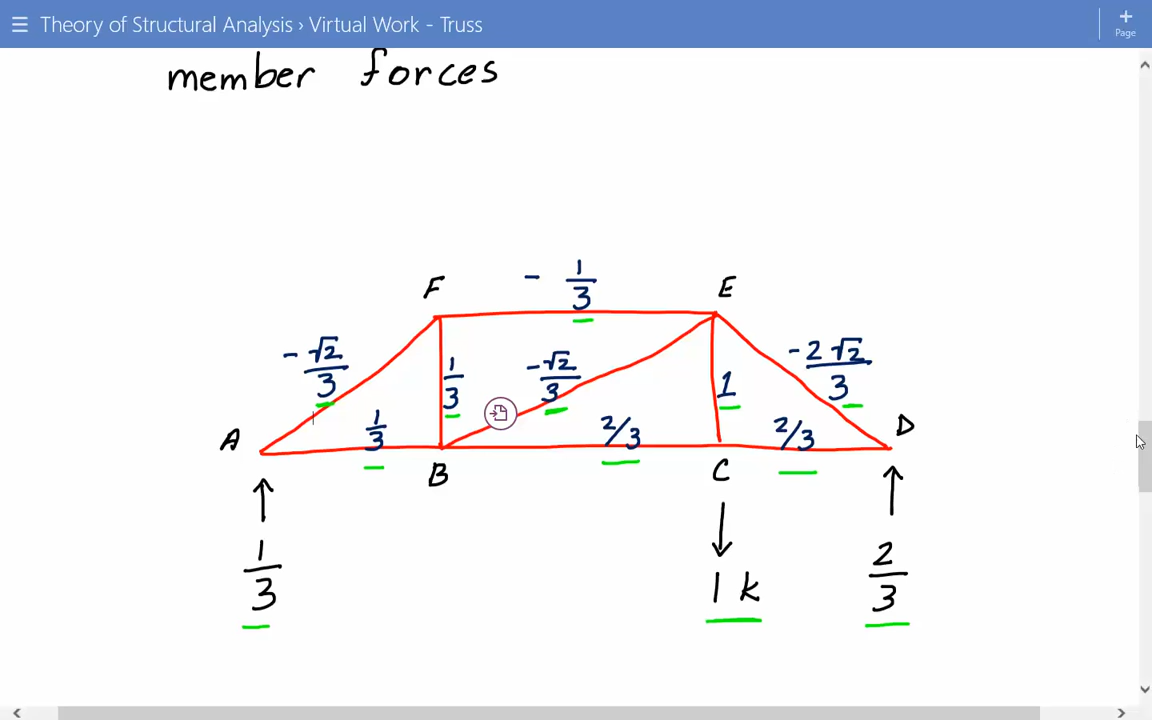 Theory of Structural Analysis › Virtual Work - Truss
Page
member forces
F
- 1/3
E
-√2/3
1/3
-√2/3
1
-2√2/3
A
1/3
2/3
2/3
D
B
C
1/3
1 k
2/3